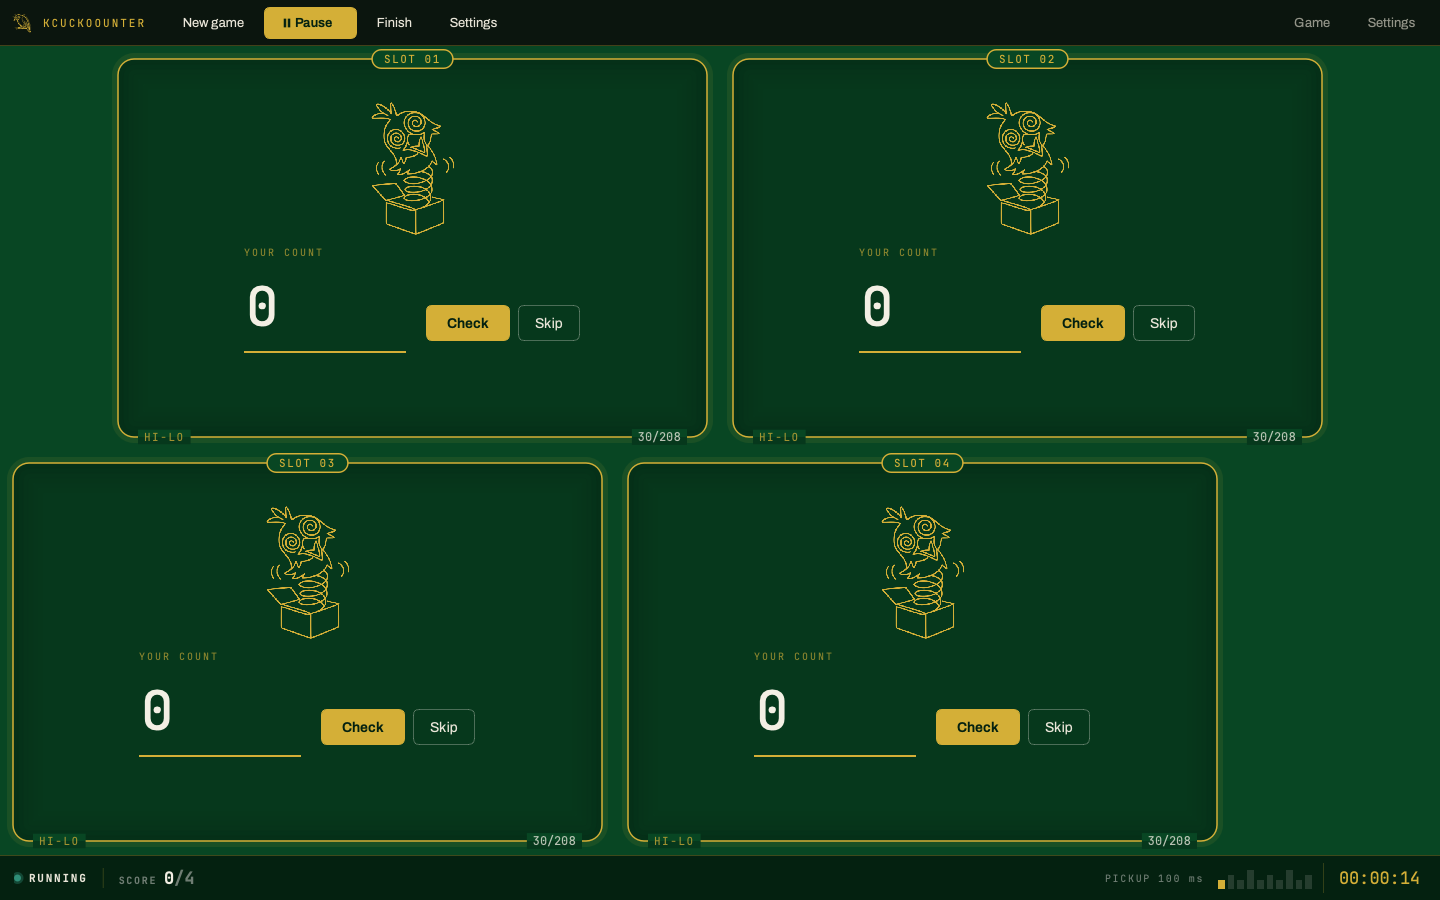 KCUCKOOUNTER New game Pause Finish Settings Game Settings
SLOT 01 SLOT 02
YOUR COUNT YOUR COUNT
0 Check Skip 0 Check Skip
HI-LO 30/208 HI-LO 30/208
SLOT 03 SLOT 04
YOUR COUNT YOUR COUNT
0 Check Skip 0 Check Skip
HI-LO 30/208 HI-LO 30/208
RUNNING SCORE 0/4 PICKUP 100 ms 00:00:14